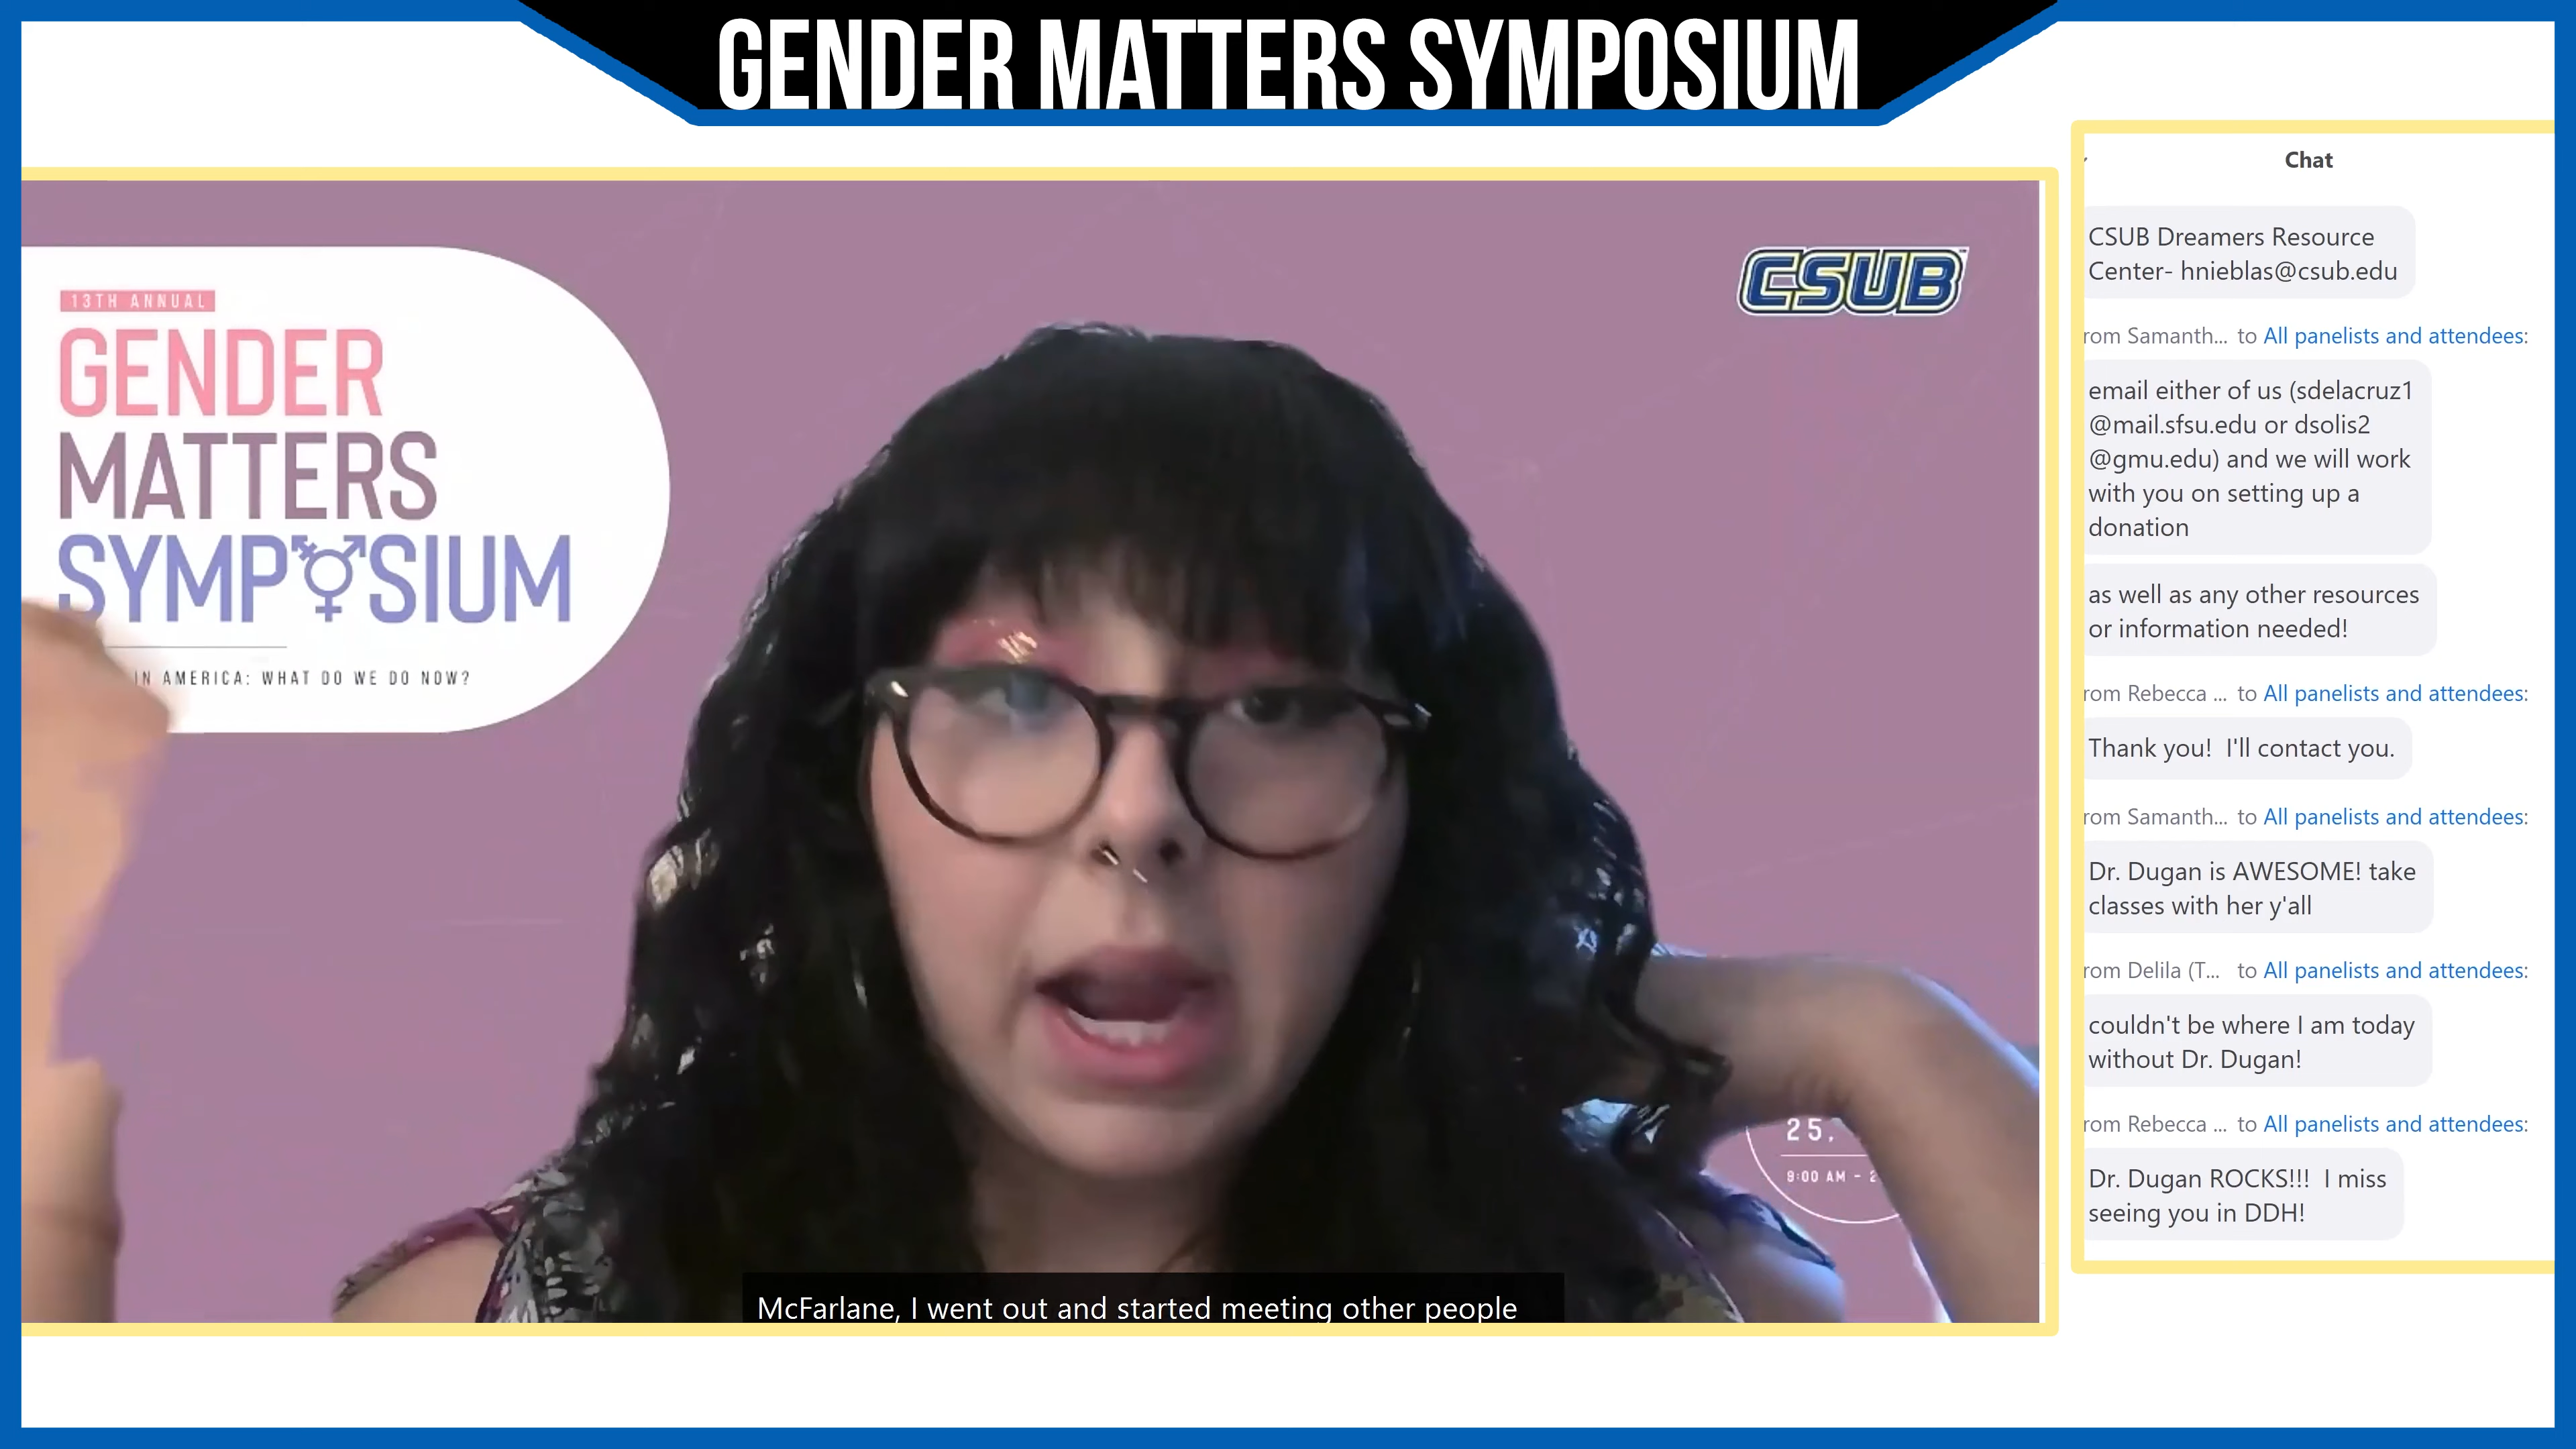 GENDER MATTERS SYMPOSIUM
13TH ANNUAL
GENDER
MATTERS
SYMPOSIUM
IN AMERICA: WHAT DO WE DO NOW?
CSUB
25,
9:00 AM - 2
McFarlane, I went out and started meeting other people
Chat
CSUB Dreamers Resource
Center- hnieblas@csub.edu
rom Samanth... to All panelists and attendees:
email either of us (sdelacruz1
@mail.sfsu.edu or dsolis2
@gmu.edu) and we will work
with you on setting up a
donation
as well as any other resources
or information needed!
rom Rebecca ... to All panelists and attendees:
Thank you!  I'll contact you.
rom Samanth... to All panelists and attendees:
Dr. Dugan is AWESOME! take
classes with her y'all
rom Delila (T... to All panelists and attendees:
couldn't be where I am today
without Dr. Dugan!
rom Rebecca ... to All panelists and attendees:
Dr. Dugan ROCKS!!!  I miss
seeing you in DDH!